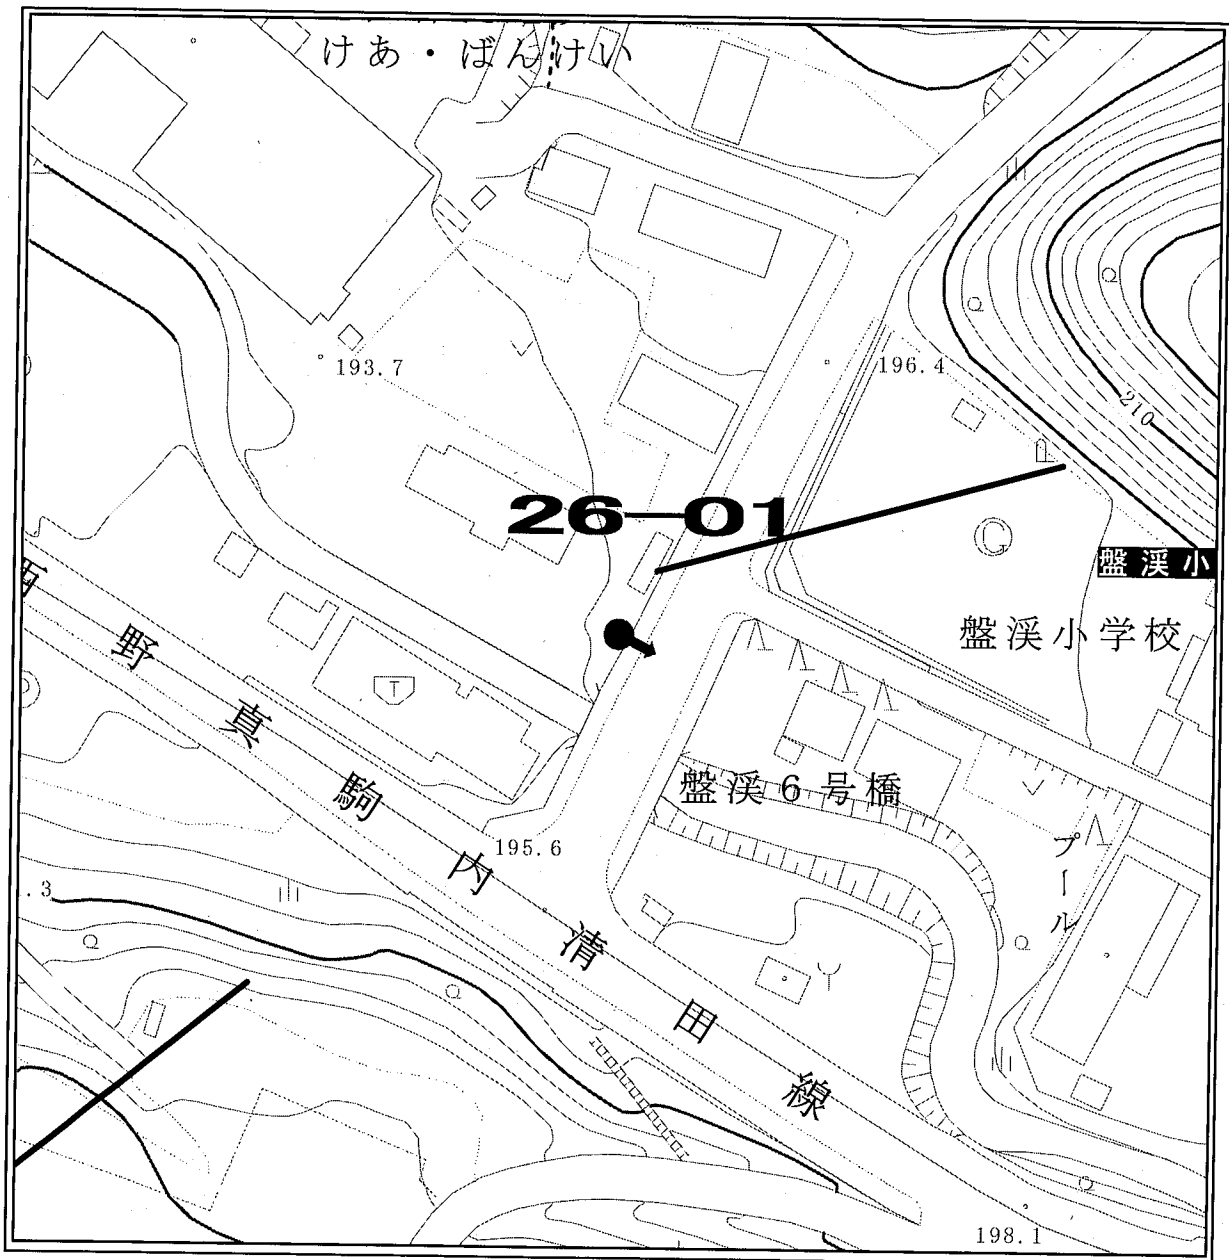 けあ・ばんけい
193.7
196.4
210
26-01
盤渓小
盤渓小学校
西野真駒内清田線
盤渓6号橋
195.6
プール
.3
198.1